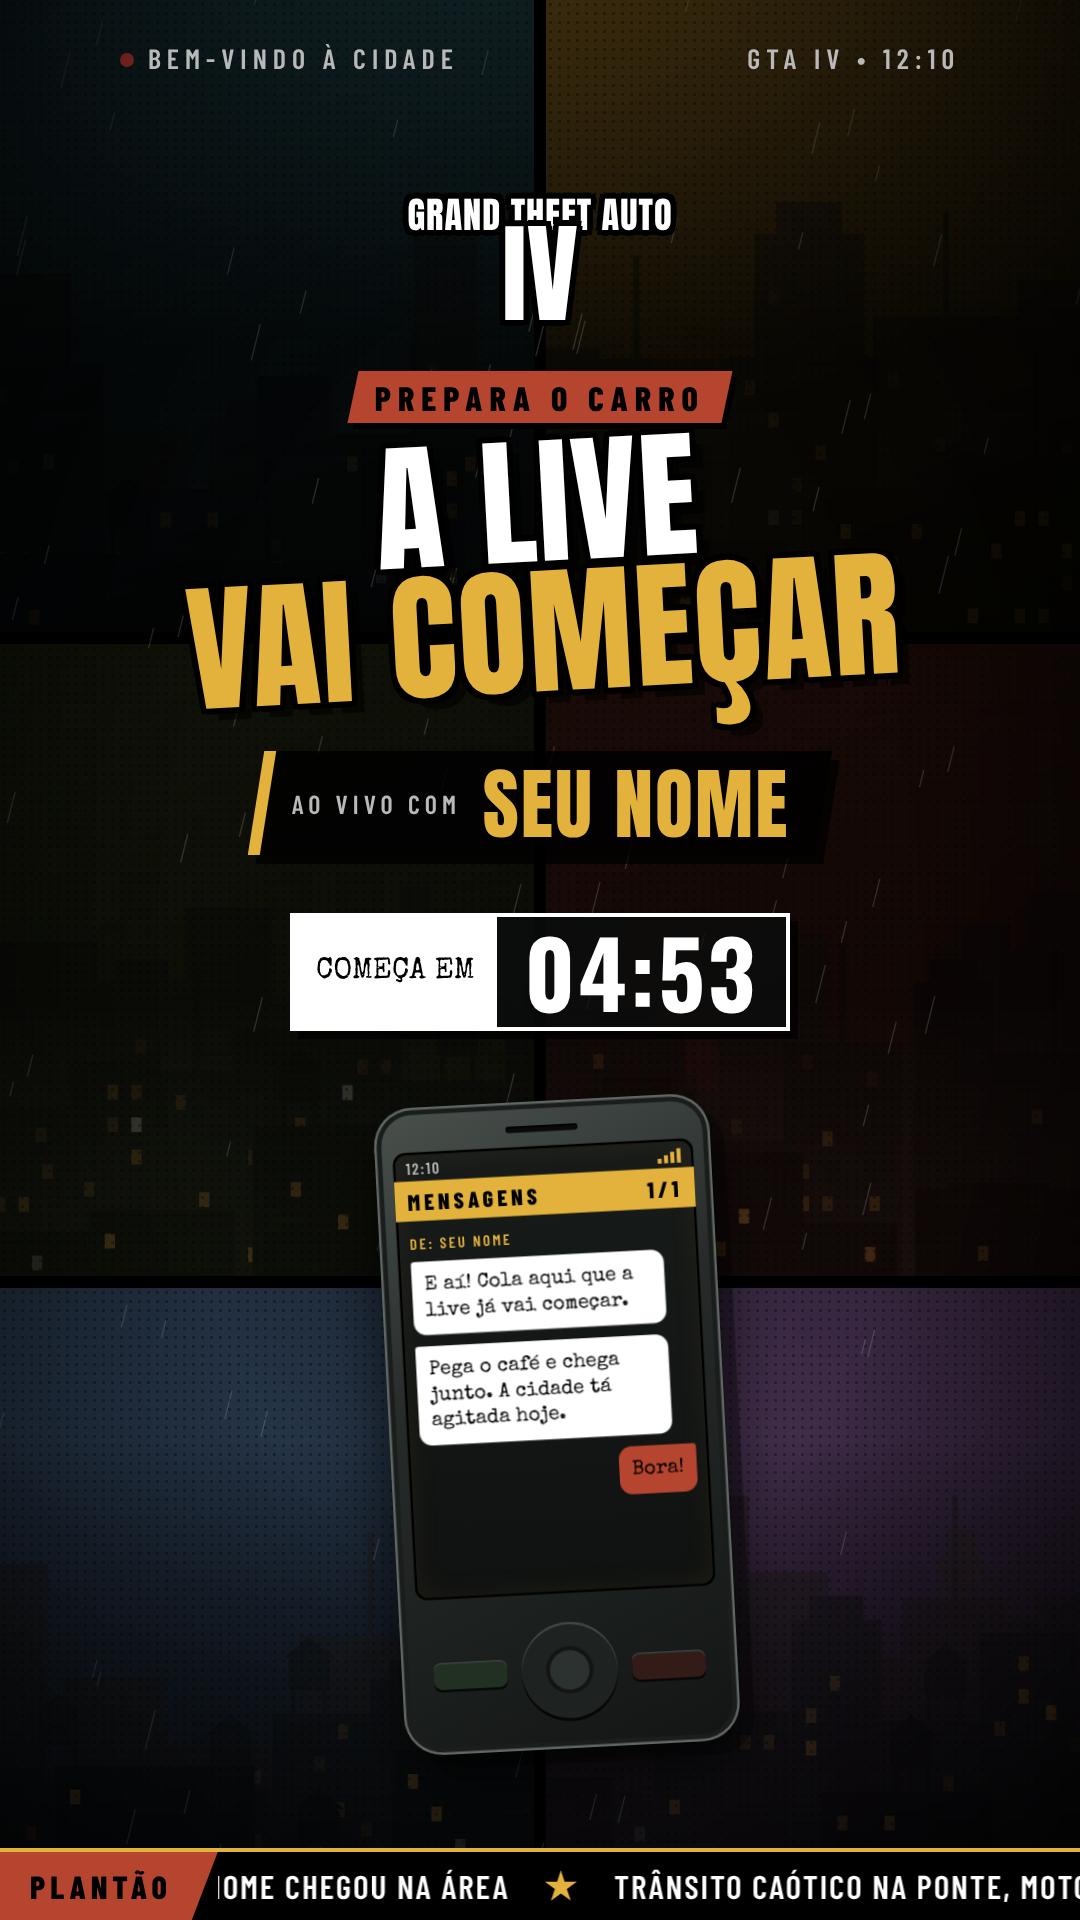 BEM-VINDO À CIDADE
GTA IV • 12:10
GRAND THEFT AUTO
IV
PREPARA O CARRO
A LIVE
VAI COMEÇAR
AO VIVO COM SEU NOME
COMEÇA EM 04:53
12:10
MENSAGENS 1/1
DE: SEU NOME
E aí! Cola aqui que a
live já vai começar.
Pega o café e chega
junto. A cidade tá
agitada hoje.
Bora!
PLANTÃO
CHEGOU NA ÁREA ★ TRÂNSITO CAÓTICO NA PONTE,